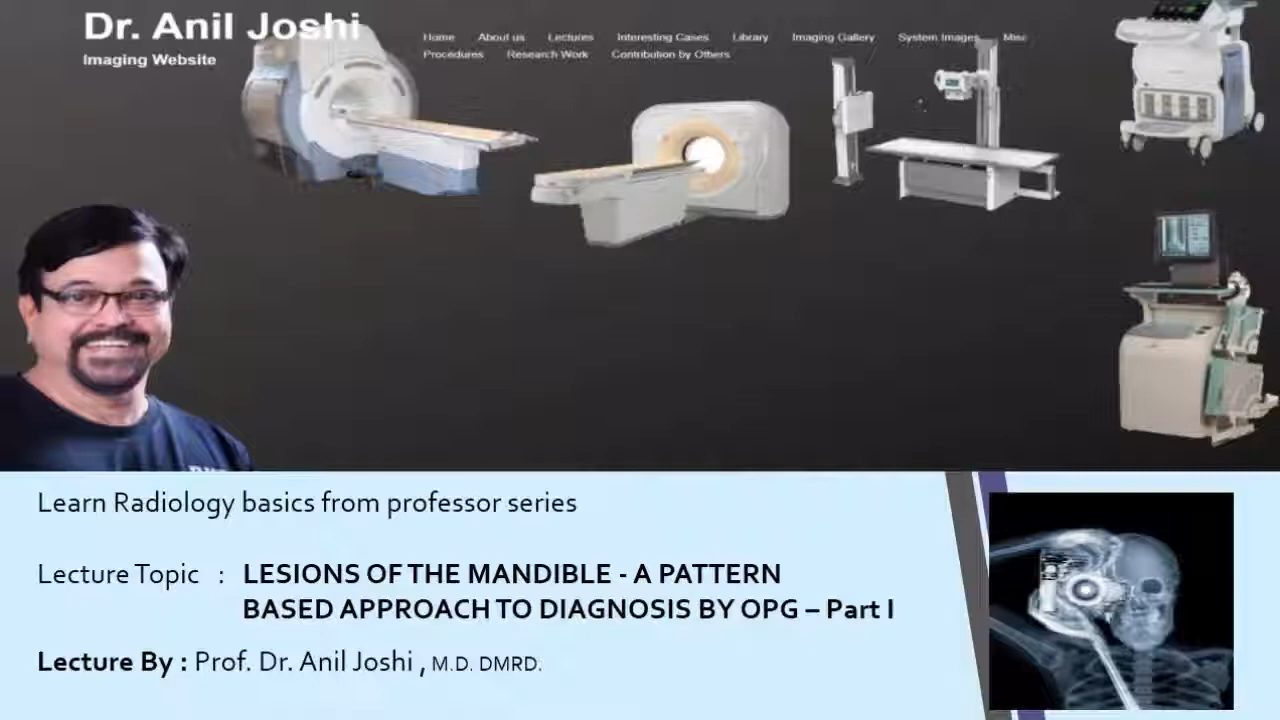 Dr. Anil Joshi
Imaging Website
Home About us Lectures Interesting Cases Library Imaging Gallery System Images Misc
Procedures Research Work Contribution by Others
Learn Radiology basics from professor series
Lecture Topic : LESIONS OF THE MANDIBLE - A PATTERN
BASED APPROACH TO DIAGNOSIS BY OPG – Part I
Lecture By : Prof. Dr. Anil Joshi , M.D. DMRD.